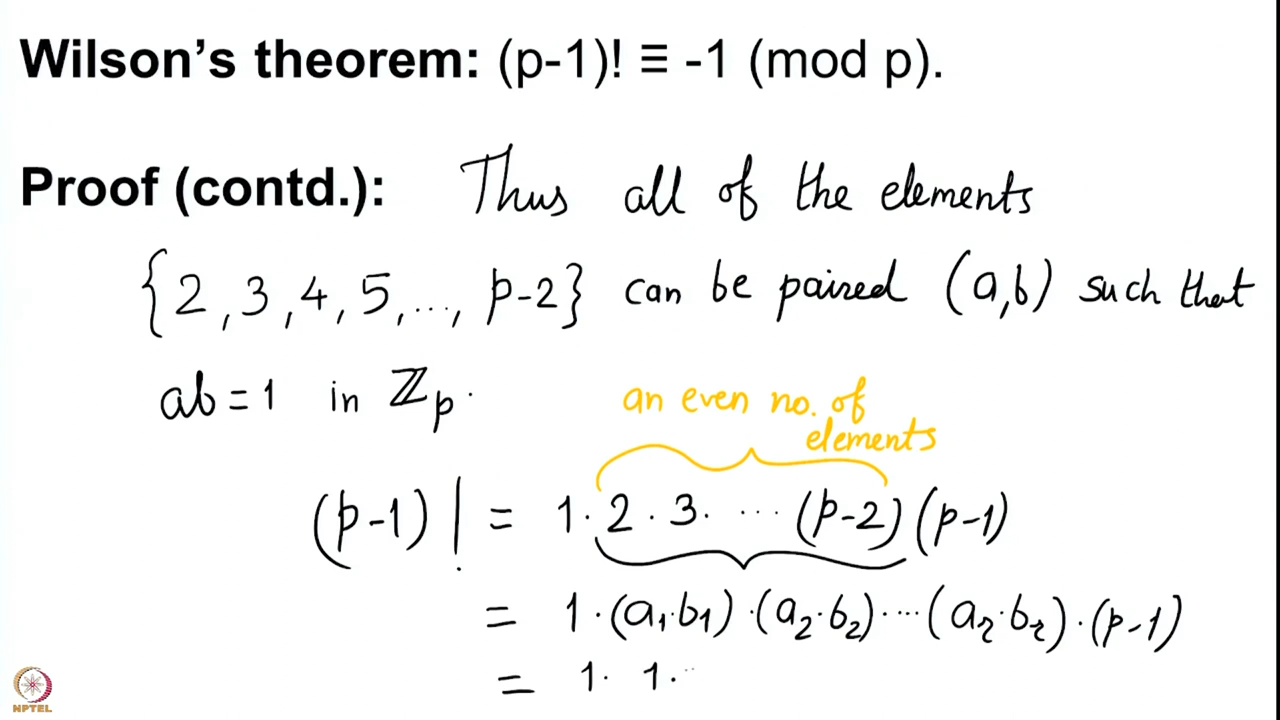 Wilson's theorem: (p-1)! ≡ -1 (mod p).
Proof (contd.): Thus all of the elements
{2, 3, 4, 5, ..., p-2} can be paired (a,b) such that
ab = 1 in ℤp.
an even no. of
elements
(p-1)! = 1·2·3· ··· (p-2)(p-1)
= 1·(a₁·b₁)·(a₂·b₂)· ··· (aᵣ·bᵣ)·(p-1)
= 1· 1· ··
NPTEL